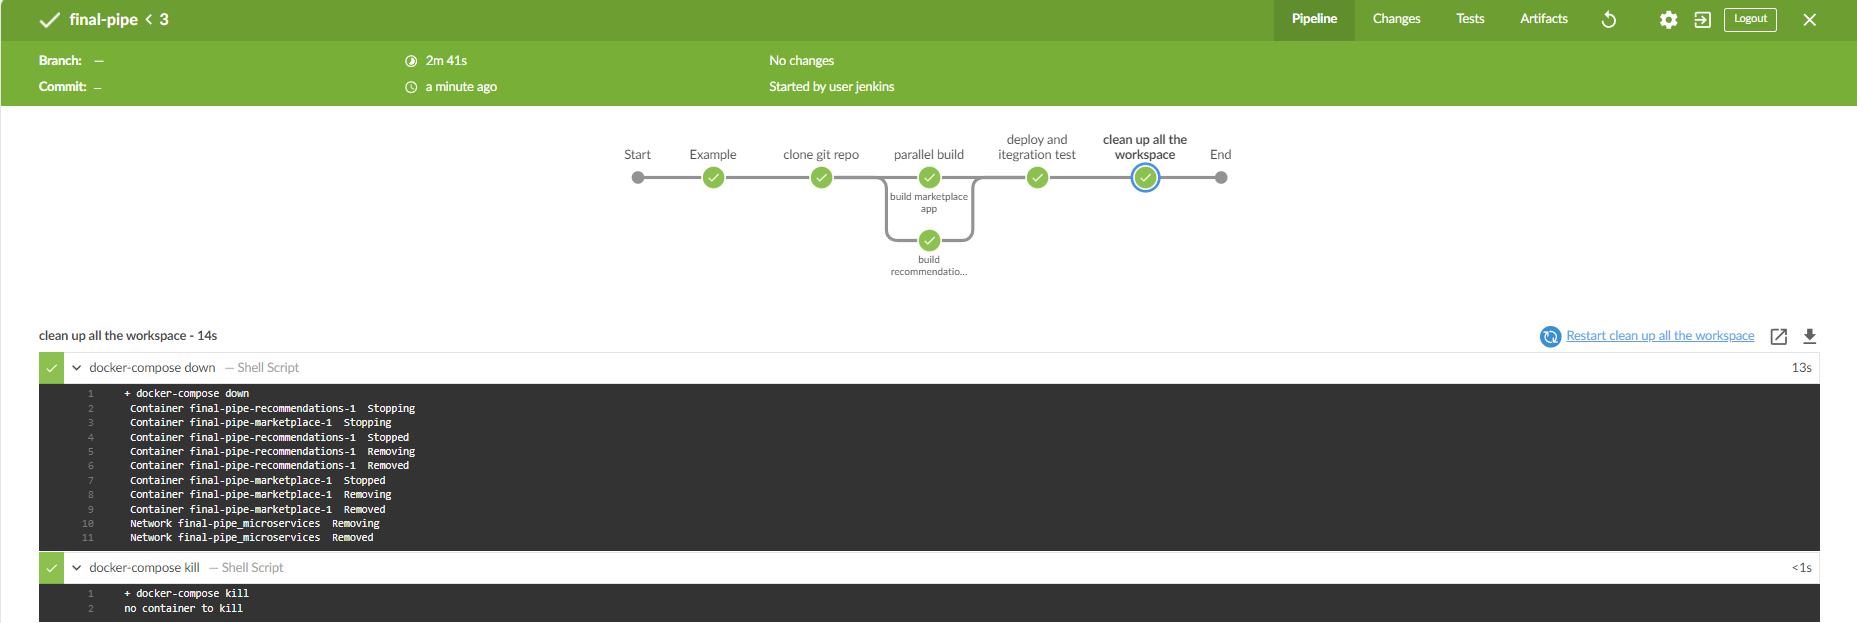 final-pipe < 3
Pipeline Changes Tests Artifacts Logout
Branch: — 2m 41s No changes
Commit: — a minute ago Started by user jenkins
Start Example clone git repo parallel build deploy and itegration test clean up all the workspace End
build marketplace
app
build
recommendatio...
clean up all the workspace - 14s Restart clean up all the workspace
docker-compose down — Shell Script 13s
1 + docker-compose down
2 Container final-pipe-recommendations-1 Stopping
3 Container final-pipe-marketplace-1 Stopping
4 Container final-pipe-recommendations-1 Stopped
5 Container final-pipe-recommendations-1 Removing
6 Container final-pipe-recommendations-1 Removed
7 Container final-pipe-marketplace-1 Stopped
8 Container final-pipe-marketplace-1 Removing
9 Container final-pipe-marketplace-1 Removed
10 Network final-pipe_microservices Removing
11 Network final-pipe_microservices Removed
docker-compose kill — Shell Script <1s
1 + docker-compose kill
2 no container to kill